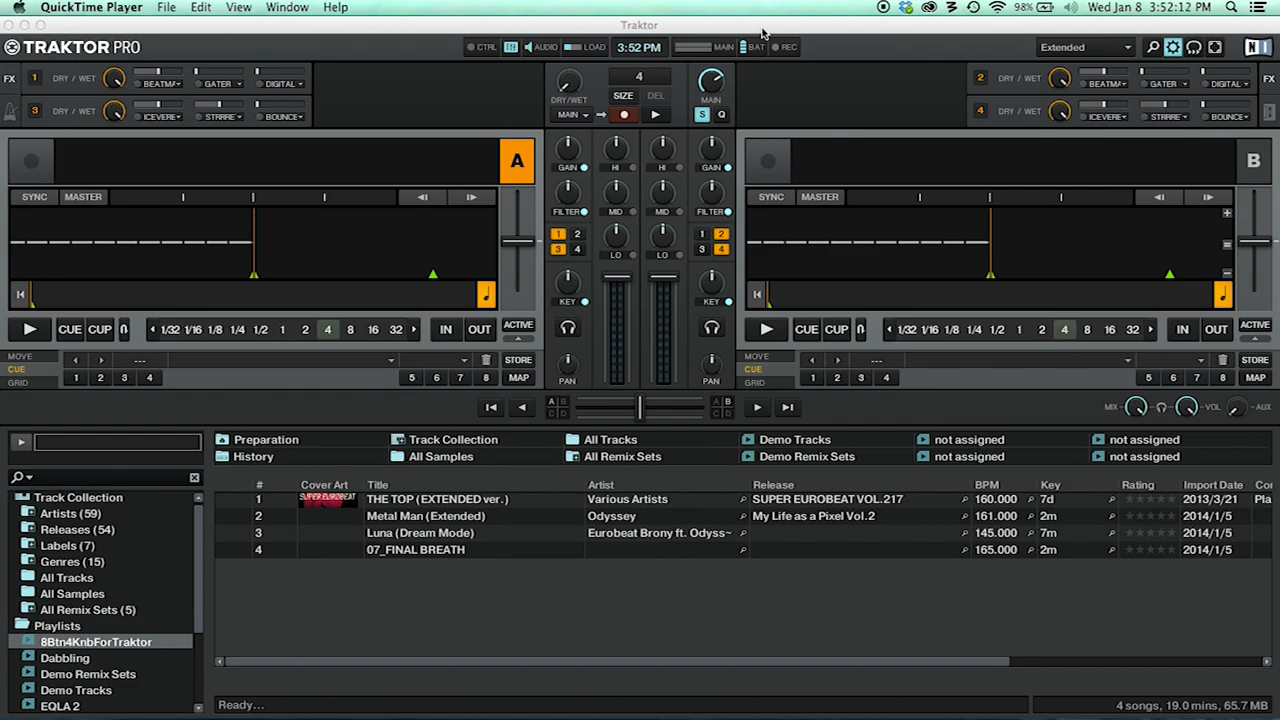 QuickTime Player File Edit View Window Help 98% Wed Jan 8 3:52:12 PM
Traktor
TRAKTOR PRO CTRL AUDIO LOAD 3:52 PM MAIN BAT REC Extended
FX 1 DRY / WET BEATMA GATER DIGITAL
3 DRY / WET ICEVERE STRRRE BOUNCE
4
DRY/WET SIZE DEL MAIN
MAIN S Q
2 DRY / WET BEATMA GATER DIGITAL FX
4 DRY / WET ICEVERE STRRRE BOUNCE
A
SYNC MASTER
CUE CUP 1/32 1/16 1/8 1/4 1/2 1 2 4 8 16 32 IN OUT ACTIVE
MOVE --- STORE
CUE
GRID 1 2 3 4 5 6 7 8 MAP
GAIN HI HI GAIN
FILTER MID MID FILTER
1 2 1 2
3 4 LO LO 3 4
KEY KEY
PAN PAN
B
SYNC MASTER
CUE CUP 1/32 1/16 1/8 1/4 1/2 1 2 4 8 16 32 IN OUT ACTIVE
MOVE --- STORE
CUE
GRID 1 2 3 4 5 6 7 8 MAP
A B C D A B C D MIX VOL AUX
Preparation Track Collection All Tracks Demo Tracks not assigned not assigned
History All Samples All Remix Sets Demo Remix Sets not assigned not assigned
# Cover Art Title Artist Release BPM Key Rating Import Date Cor
1 SUPER EUROBEAT THE TOP (EXTENDED ver. ) Various Artists SUPER EUROBEAT VOL.217 160.000 7d 2013/3/21 Pla
2 Metal Man (Extended) Odyssey My Life as a Pixel Vol.2 161.000 2m 2014/1/5
3 Luna (Dream Mode) Eurobeat Brony ft. Odyss~ 145.000 7m 2014/1/5
4 07_FINAL BREATH 165.000 2m 2014/1/5
Track Collection
Artists (59)
Releases (54)
Labels (7)
Genres (15)
All Tracks
All Samples
All Remix Sets (5)
Playlists
8Btn4KnbForTraktor
Dabbling
Demo Remix Sets
Demo Tracks
EQLA 2
Ready... 4 songs, 19.0 mins, 65.7 MB